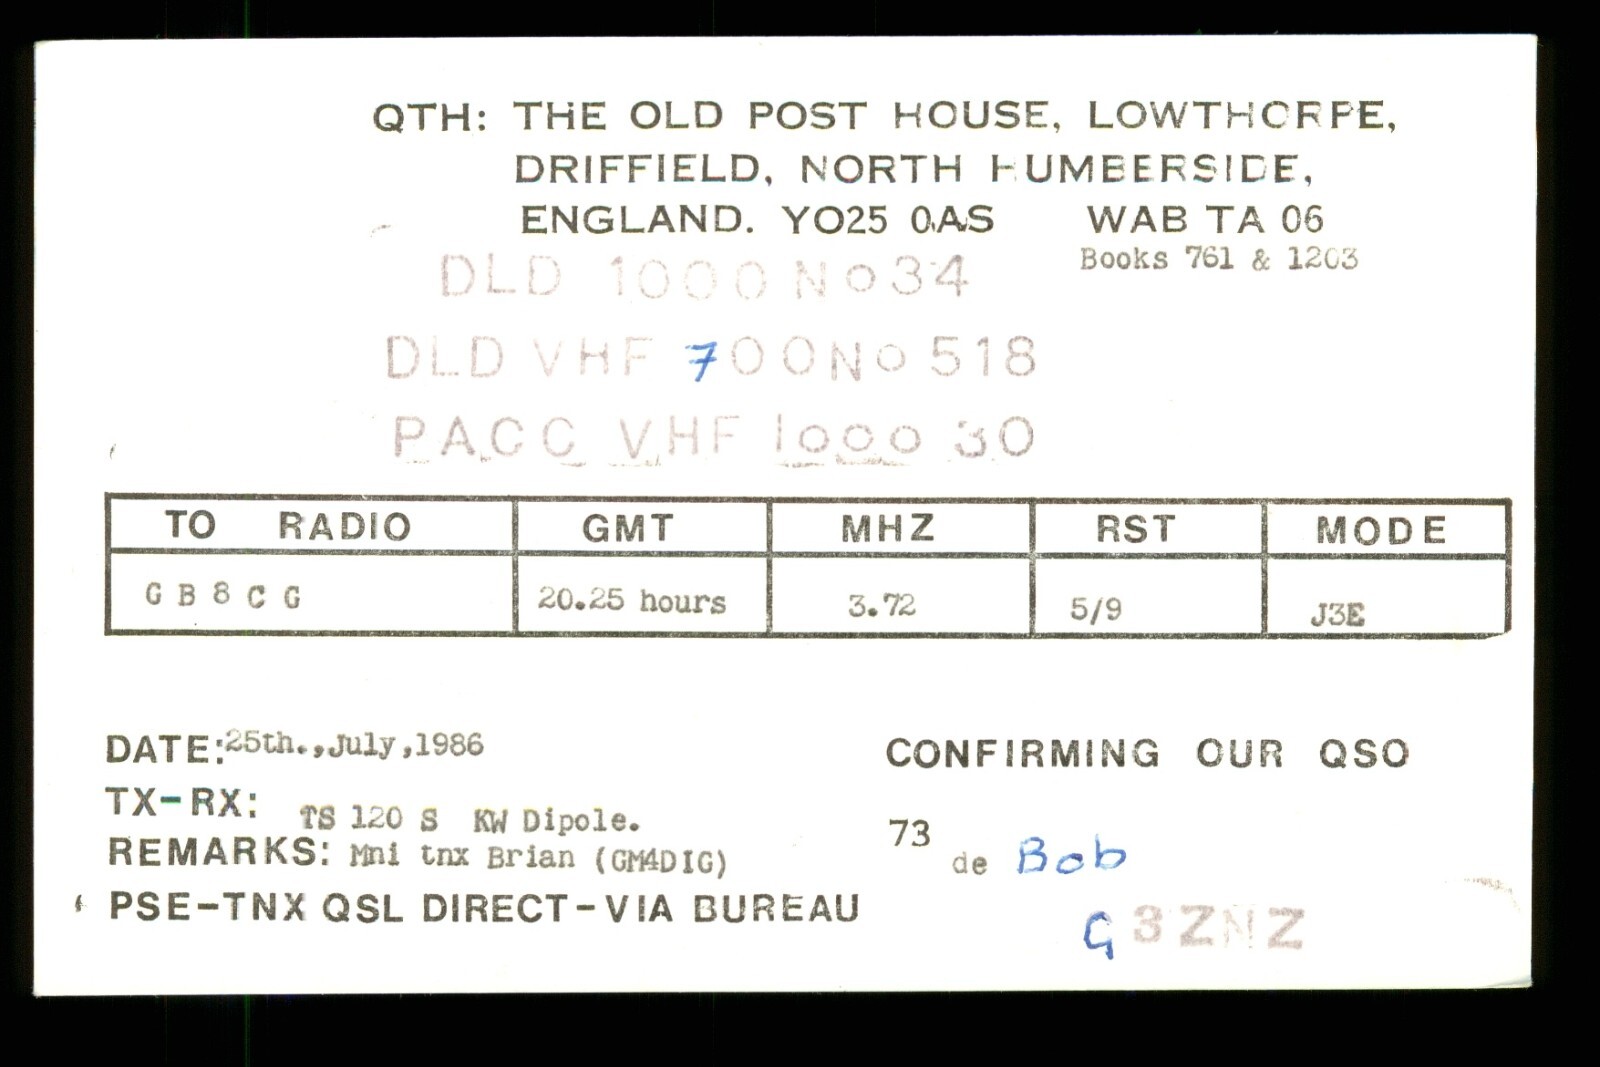 QTH: THE OLD POST HOUSE, LOWTHORPE,
DRIFFIELD, NORTH HUMBERSIDE,
ENGLAND. YO25 0AS WAB TA 06
Books 761 & 1203
DLD 1000 No 34
DLD VHF 700 No 518
PACC VHF 1000 30
TO RADIO GMT MHZ RST MODE
G B 8 C G 20.25 hours 3.72 5/9 J3E
DATE: 25th.,July,1986 CONFIRMING OUR QSO
TX-RX: TS 120 S KW Dipole.
REMARKS: Mni tnx Brian (GM4DIG) 73 de Bob
PSE-TNX QSL DIRECT-VIA BUREAU
G3ZNZ